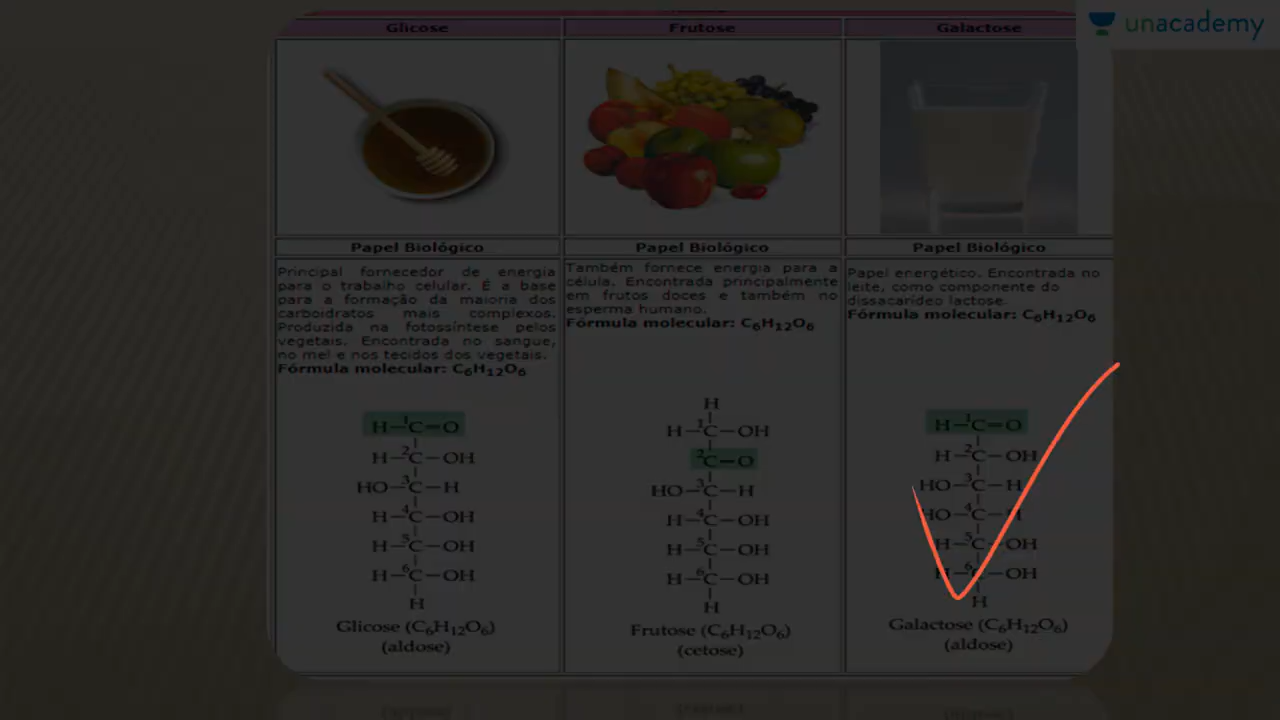 unacademy
Glicose
Frutose
Galactose
Papel Biológico
Principal fornecedor de energia
para o trabalho celular. É a base
para a formação da maioria dos
carboidratos mais complexos.
Produzida na fotossíntese pelos
vegetais. Encontrada no sangue,
no mel e nos tecidos dos vegetais.
Fórmula molecular: C₆H₁₂O₆
Papel Biológico
Também fornece energia para a
célula. Encontrada principalmente
em frutos doces e também no
esperma humano.
Fórmula molecular: C₆H₁₂O₆
Papel Biológico
Papel energético. Encontrada no
leite, como componente do
dissacarídeo lactose.
Fórmula molecular: C₆H₁₂O₆
H—¹C=O
H—²C—OH
HO—³C—H
H—⁴C—OH
H—⁵C—OH
H—⁶C—OH
H
Glicose (C₆H₁₂O₆)
(aldose)
H
H—¹C—OH
²C=O
HO—³C—H
H—⁴C—OH
H—⁵C—OH
H—⁶C—OH
H
Frutose (C₆H₁₂O₆)
(cetose)
H—¹C=O
H—²C—OH
HO—³C—H
HO—⁴C—H
H—⁵C—OH
H—⁶C—OH
H
Galactose (C₆H₁₂O₆)
(aldose)